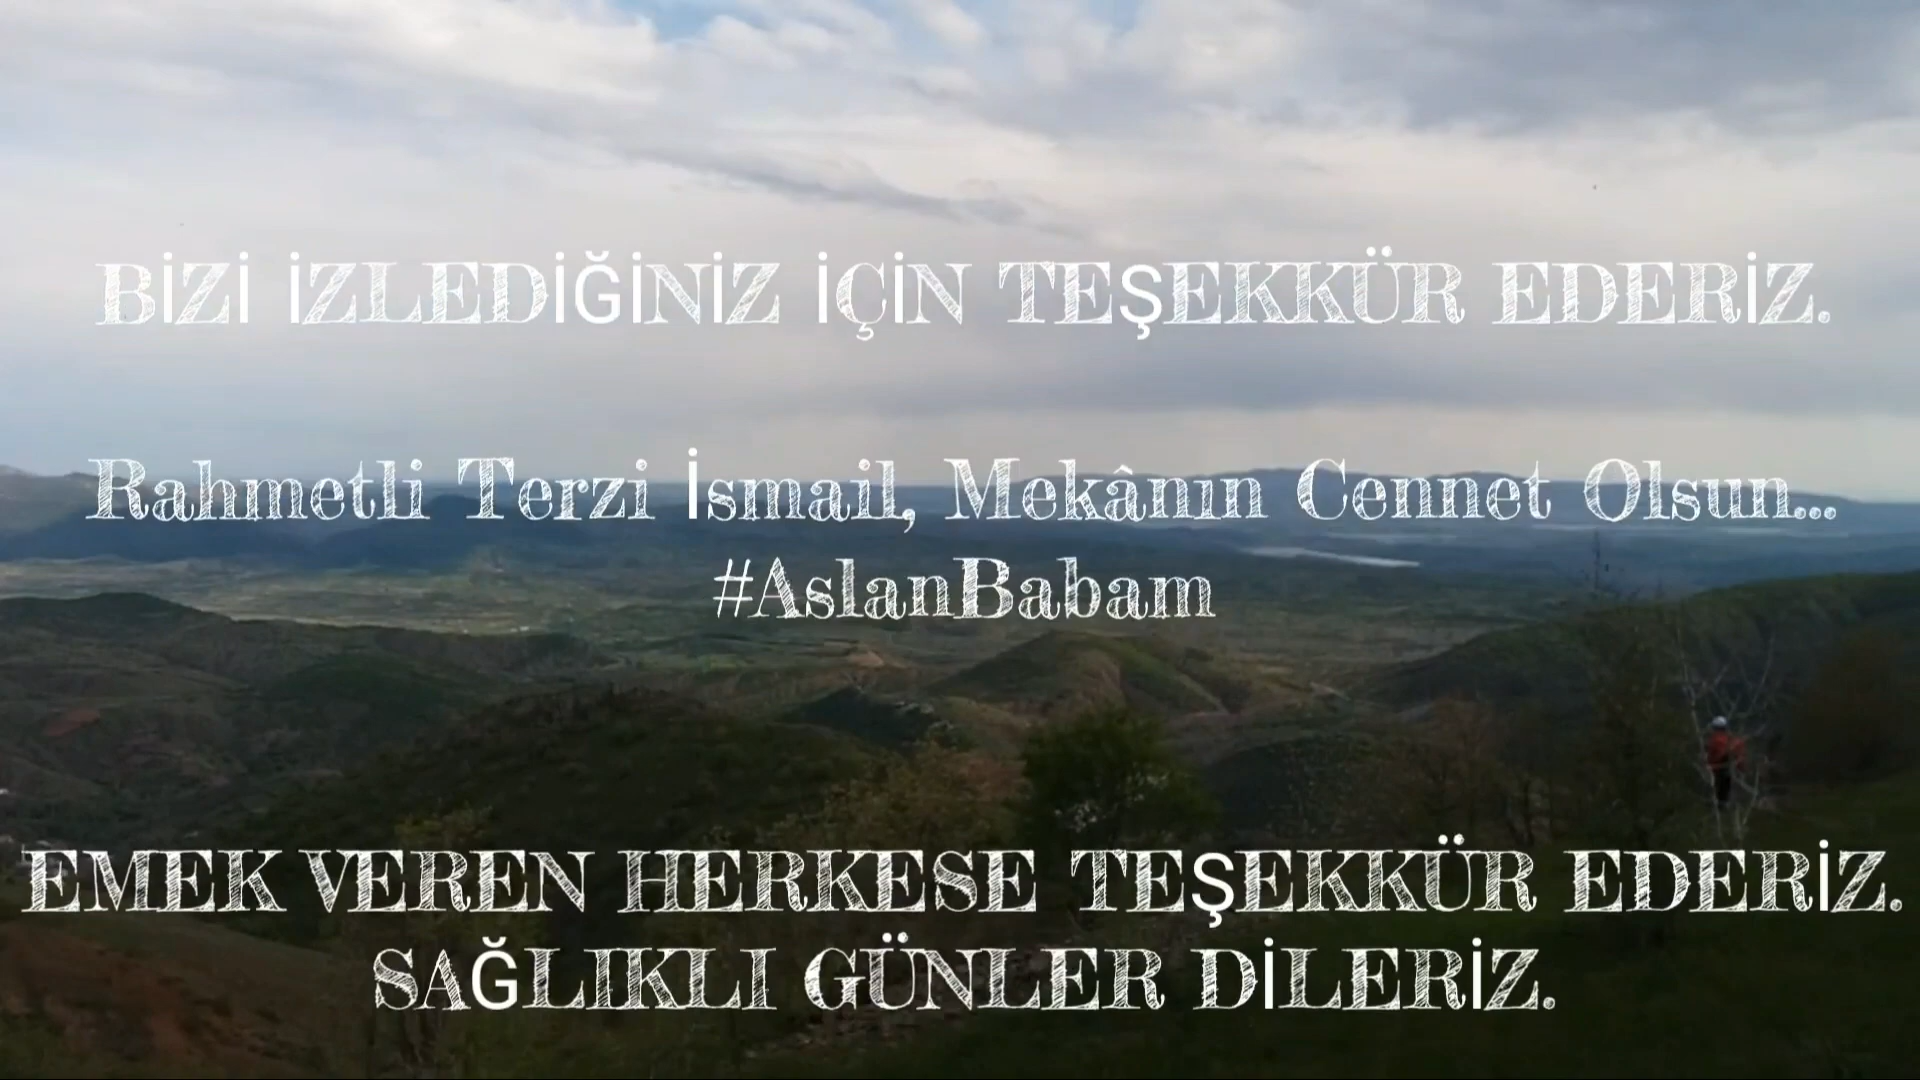 BİZİ İZLEDİĞİNİZ İÇİN TEŞEKKÜR EDERİZ.
Rahmetli Terzi İsmail, Mekânın Cennet Olsun...
#AslanBabam
EMEK VEREN HERKESE TEŞEKKÜR EDERİZ.
SAĞLIKLI GÜNLER DİLERİZ.